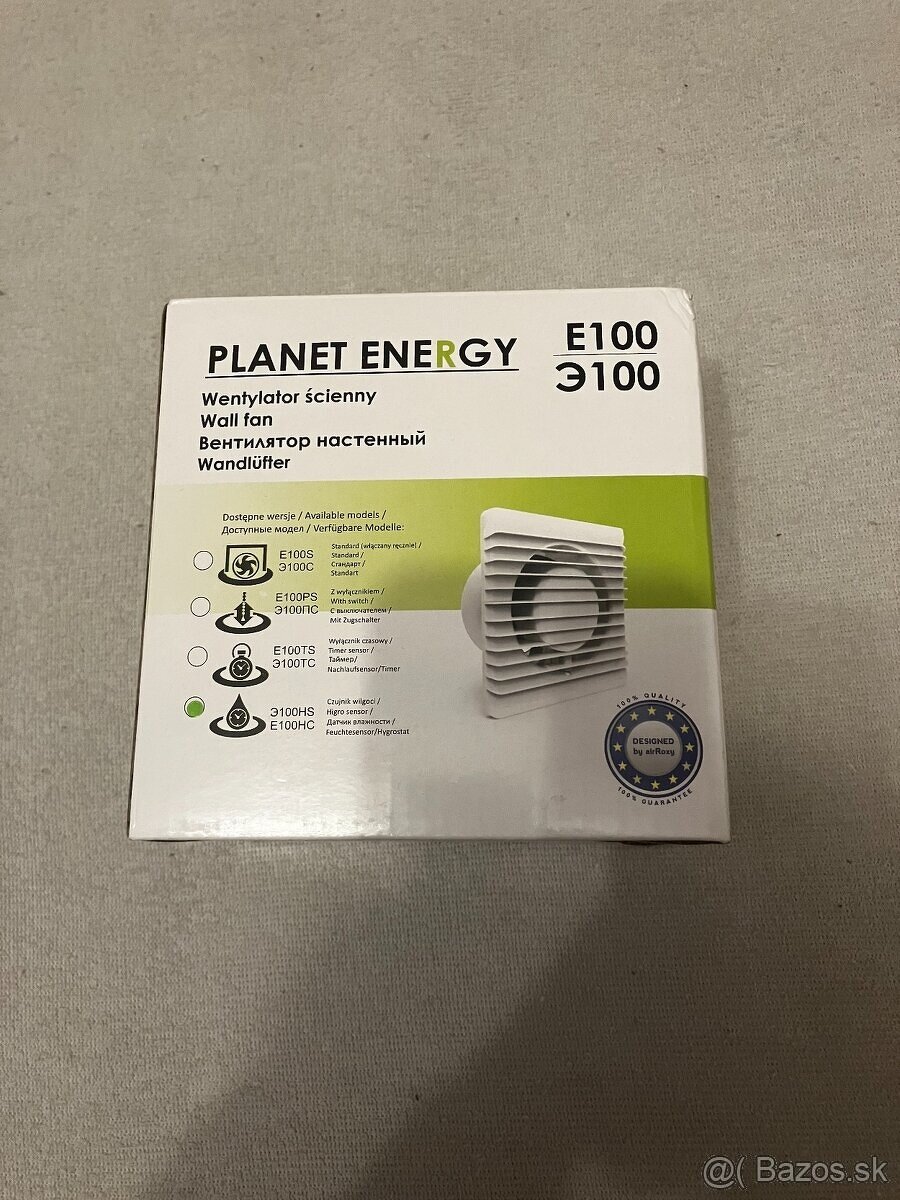 PLANET ENERGY
E100
Э100
Wentylator ścienny
Wall fan
Вентилятор настенный
Wandlüfter
Dostępne wersje / Available models /
Доступные модел / Verfügbare Modelle:
E100S
Э100С
Standard (włączany ręcznie) /
Standard /
Стандарт /
Standart
E100PS
Э100ПС
Z wyłącznikiem /
With switch /
С выключателем /
Mit Zugschalter
E100TS
Э100ТС
Wyłącznik czasowy /
Timer sensor /
Таймер/
Nachlaufsensor/Timer
Э100HS
E100HC
Czujnik wilgoci /
Higro sensor /
Датчик влажности /
Feuchtesensor/Hygrostat
100% QUALITY
DESIGNED
by airRoxy
100% GUARANTEE
@( Bazos.sk